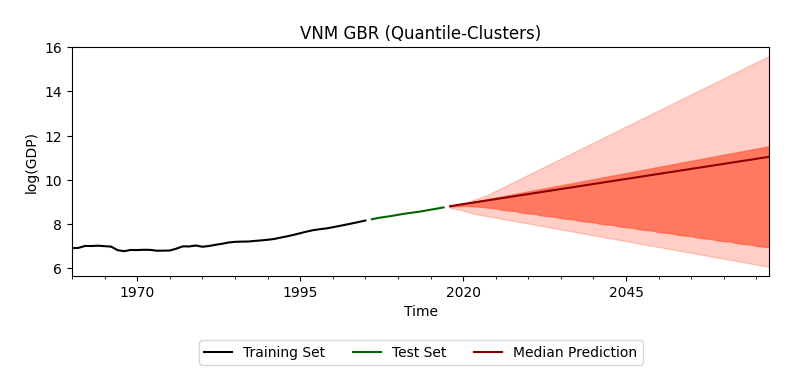 VNM GBR (Quantile-Clusters)
16
14
12
10
8
6
log(GDP)
1970
1995
2020
2045
Time
Training Set
Test Set
Median Prediction